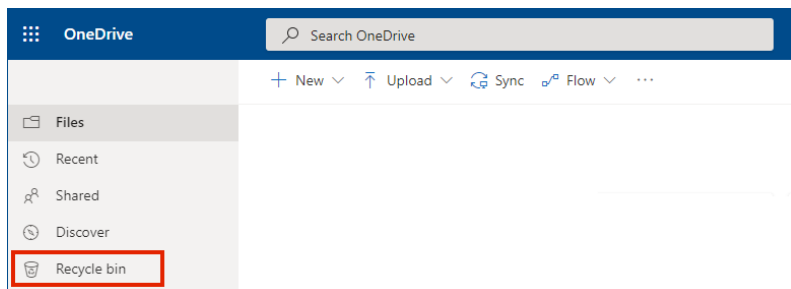 OneDrive
Search OneDrive
New Upload Sync Flow ...
Files
Recent
Shared
Discover
Recycle bin